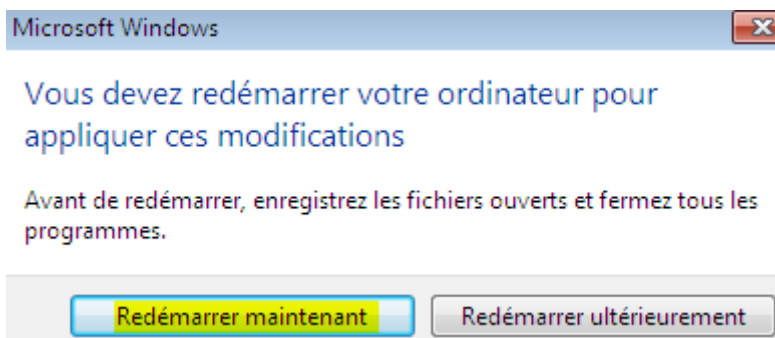 Microsoft Windows
Vous devez redémarrer votre ordinateur pour
appliquer ces modifications
Avant de redémarrer, enregistrez les fichiers ouverts et fermez tous les
programmes.
Redémarrer maintenant
Redémarrer ultérieurement